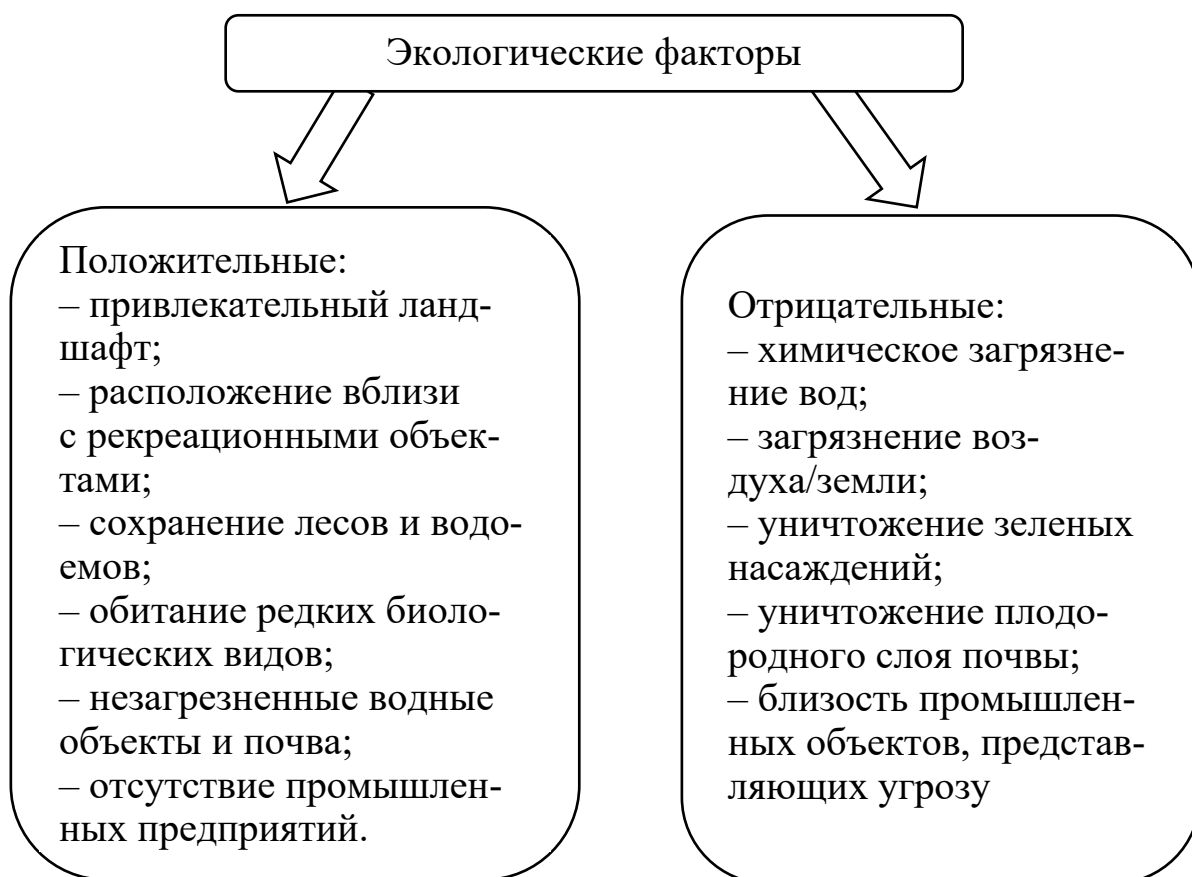 Экологические факторы
Положительные:
– привлекательный ланд-
шафт;
– расположение вблизи
с рекреационными объек-
тами;
– сохранение лесов и водо-
емов;
– обитание редких биоло-
гических видов;
– незагрезненные водные
объекты и почва;
– отсутствие промышлен-
ных предприятий.
Отрицательные:
– химическое загрязне-
ние вод;
– загрязнение воз-
духа/земли;
– уничтожение зеленых
насаждений;
– уничтожение плодо-
родного слоя почвы;
– близость промышлен-
ных объектов, представ-
ляющих угрозу